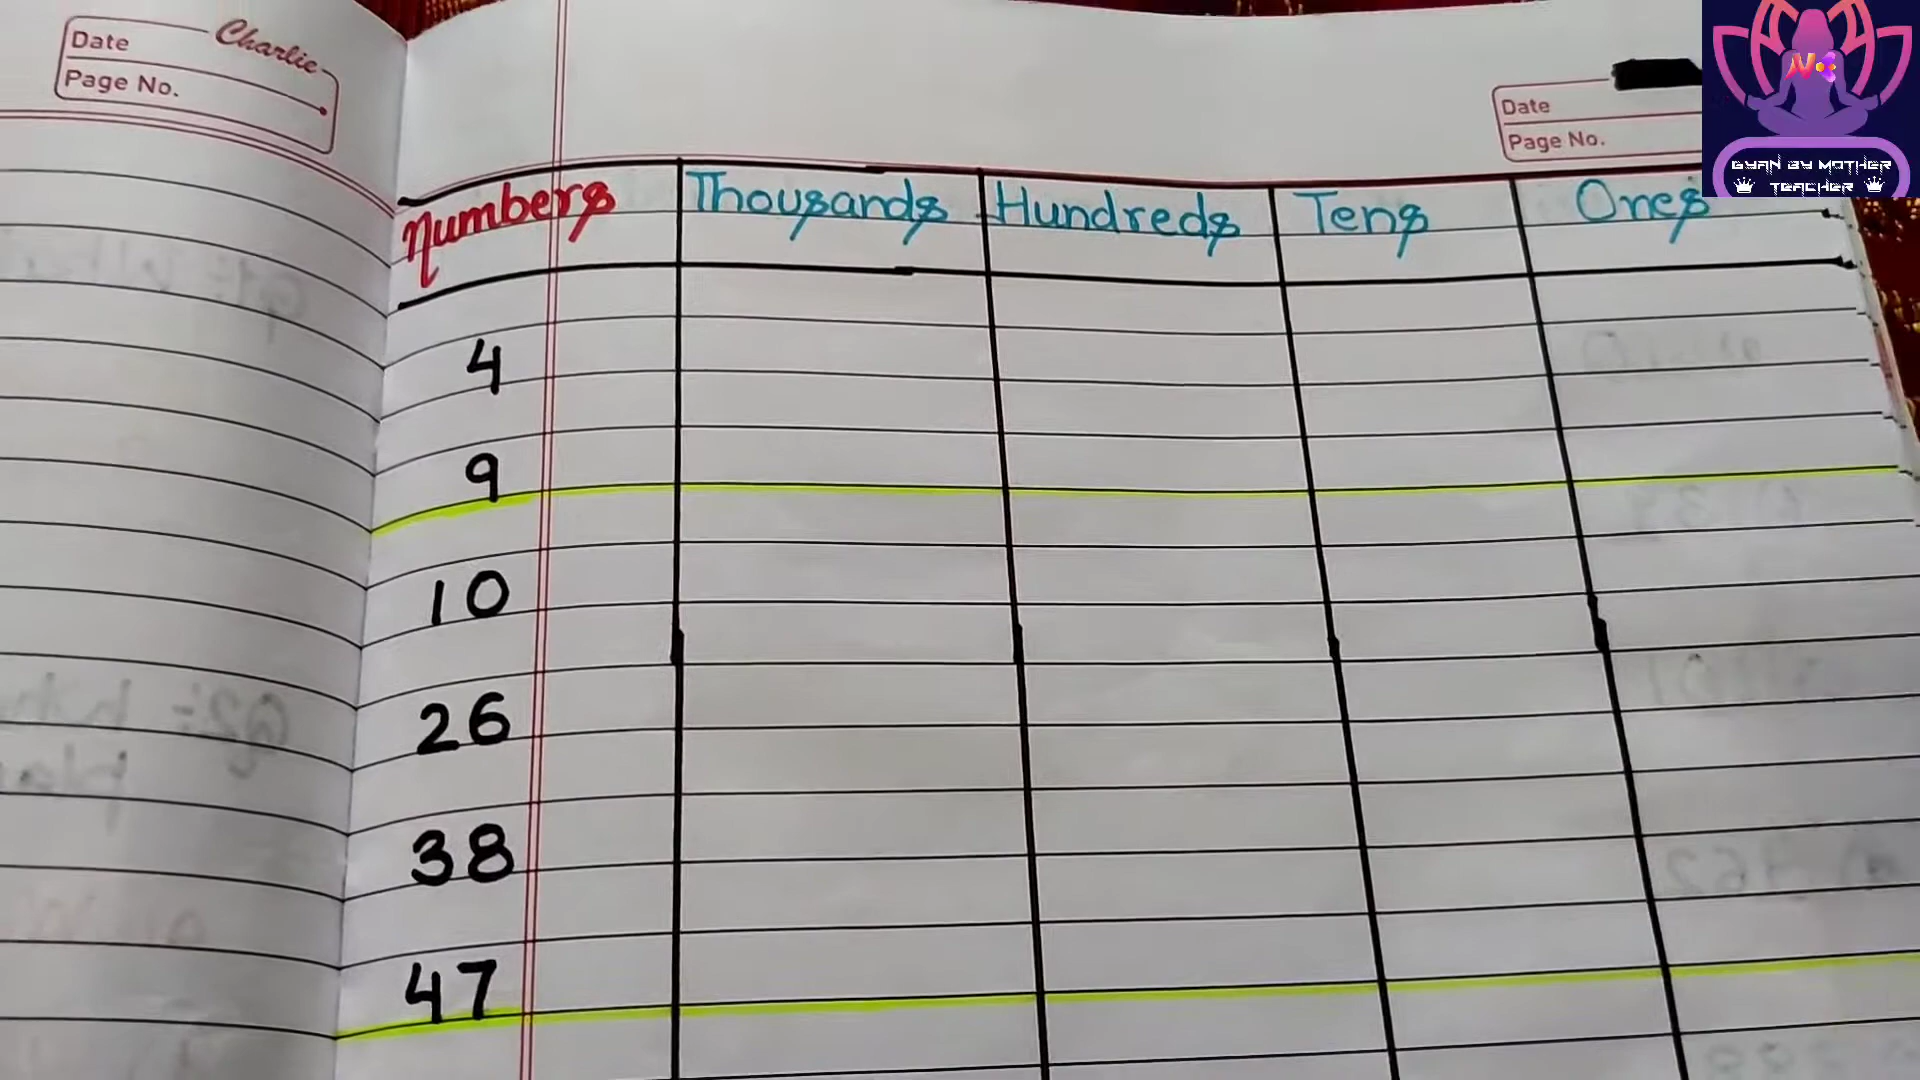 Date
Charlie
Page No.
Date
Page No.
GYAN BY MOTHER
TEACHER
Numbers Thousands Hundreds Tens Ones
4
9
10
26
38
47